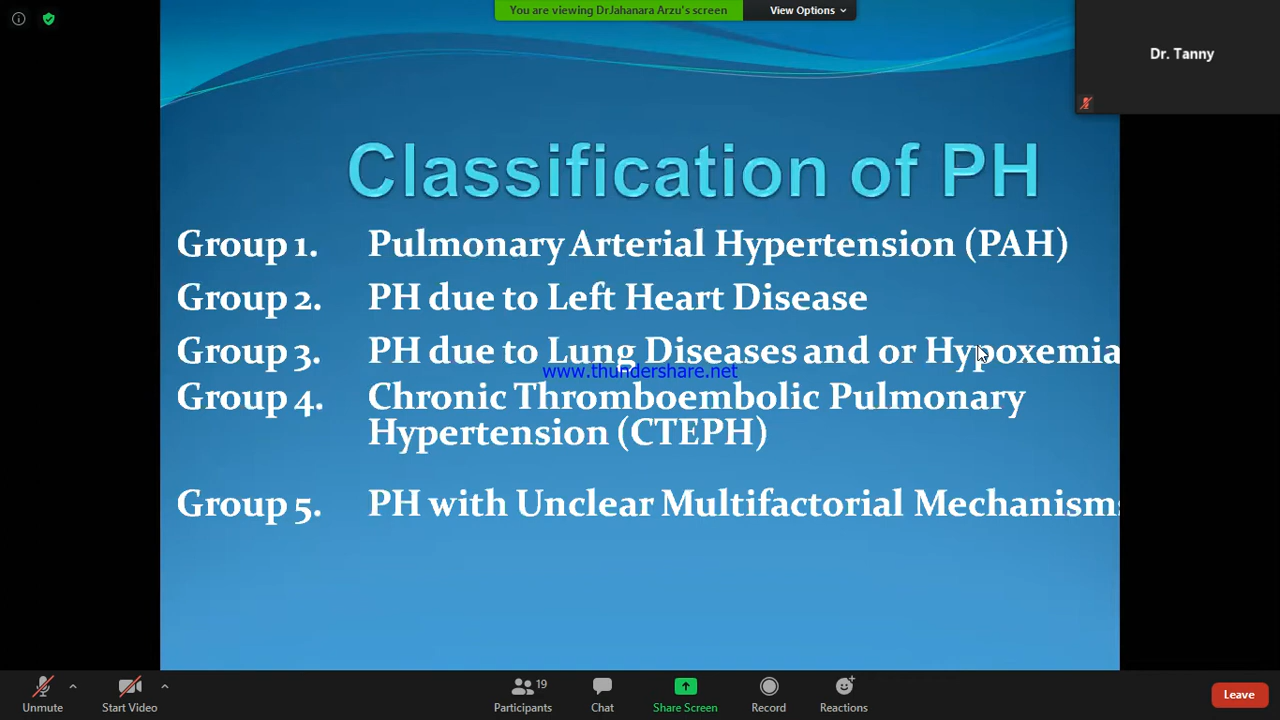 You are viewing DrJahanara Arzu's screen
View Options
Dr. Tanny
Classification of PH
Group 1. Pulmonary Arterial Hypertension (PAH)
Group 2. PH due to Left Heart Disease
Group 3. PH due to Lung Diseases and or Hypoxemia
www.thundershare.net
Group 4. Chronic Thromboembolic Pulmonary
Hypertension (CTEPH)
Group 5. PH with Unclear Multifactorial Mechanisms
19
Unmute Start Video Participants Chat Share Screen Record Reactions Leave